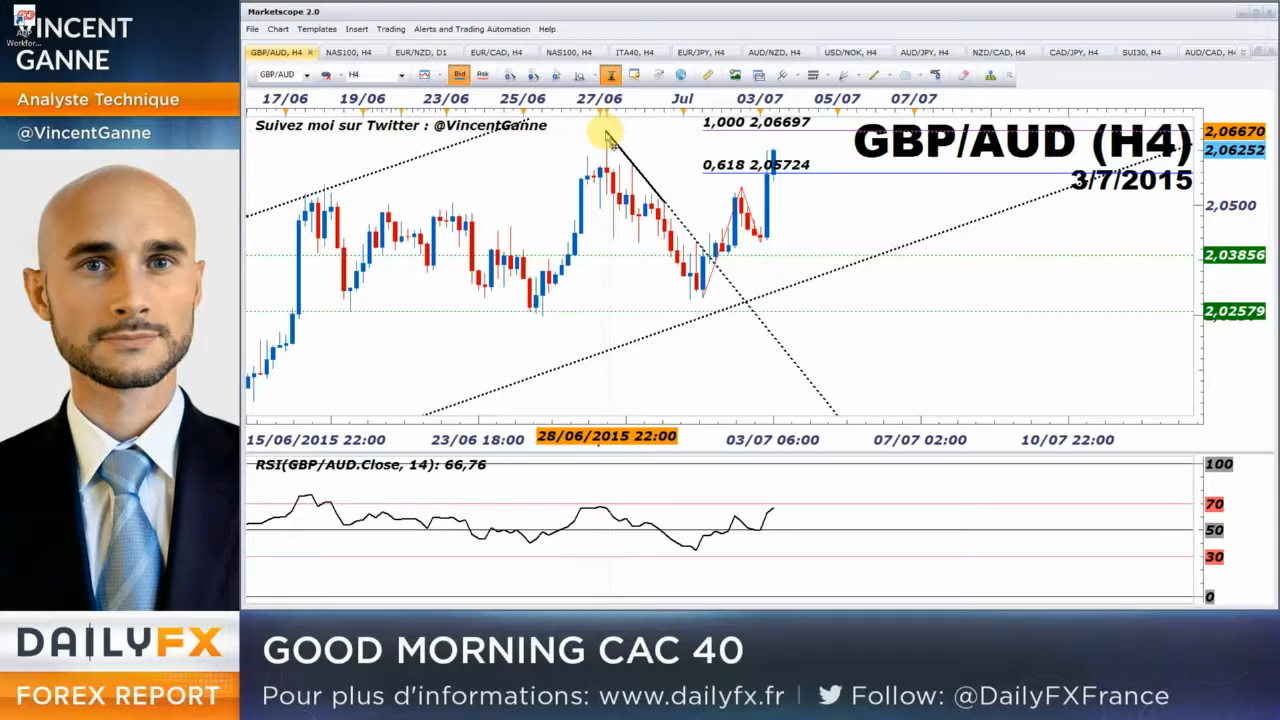 VINCENT
GANNE
Analyste Technique
@VincentGanne
Marketscope 2.0
File Chart Templates Insert Trading Alerts and Trading Automation Help
GBP/AUD, H4 NAS100, H4 EUR/NZD, D1 EUR/CAD, H4 NAS100, H4 ITA40, H4 EUR/JPY, H4 AUD/NZD, H4 USD/NOK, H4 AUD/JPY, H4 NZD/CAD, H4 CAD/JPY, H4 SUI30, H4 AUD/CAD, H4
GBP/AUD H4 Bid Ask
17/06 19/06 23/06 25/06 27/06 Jul 03/07 05/07 07/07
Suivez moi sur Twitter : @VincentGanne
1,000 2,06697
0,618 2,05724
GBP/AUD (H4)
3/7/2015
2,06670
2,06252
2,0500
2,03856
2,02579
15/06/2015 22:00 23/06 18:00 28/06/2015 22:00 03/07 06:00 07/07 02:00 10/07 22:00
RSI(GBP/AUD.Close, 14): 66,76
100
70
50
30
0
DAILYFX
FOREX REPORT
GOOD MORNING CAC 40
Pour plus d'informations: www.dailyfx.fr | Follow: @DailyFXFrance